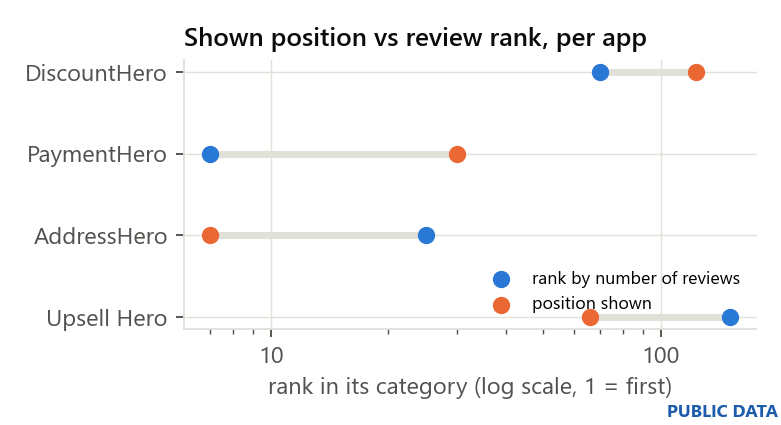 Shown position vs review rank, per app
DiscountHero
PaymentHero
AddressHero
rank by number of reviews
position shown
Upsell Hero
10
100
rank in its category (log scale, 1 = first)
PUBLIC DATA